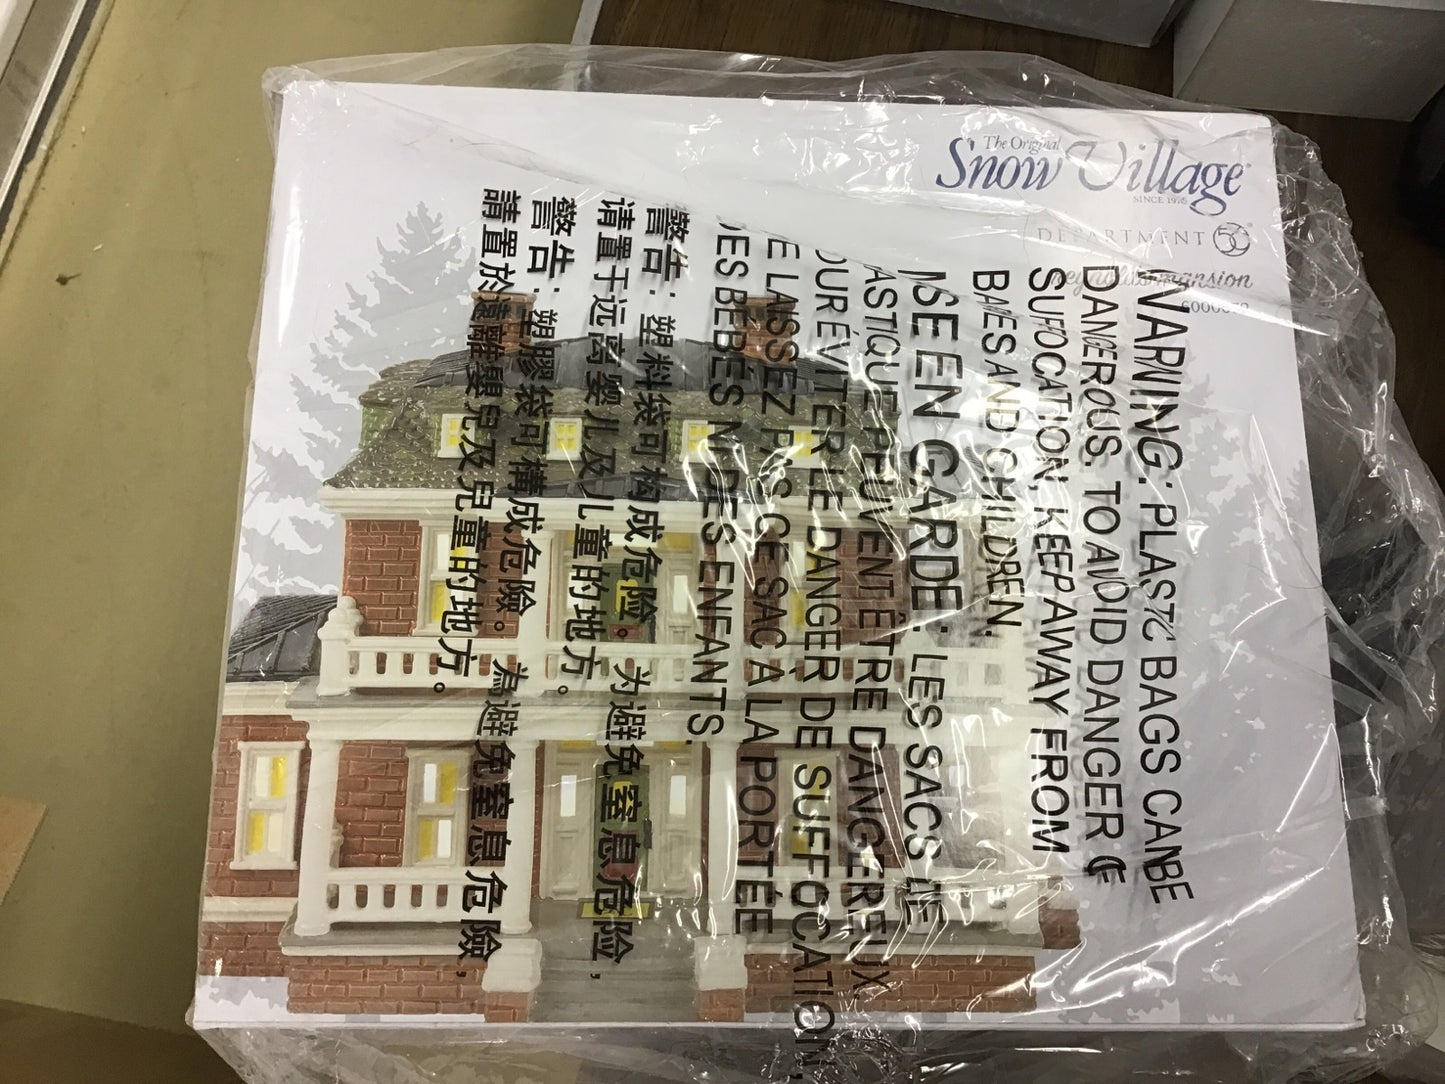 The Original
Snow Village
SINCE 1976
DEPARTMENT 56
mansion
WARNING: PLASTIC BAGS CAN BE
DANGEROUS. TO AVOID DANGER OF
SUFFOCATION, KEEP AWAY FROM
BABIES AND CHILDREN.
MISE EN GARDE: LES SACS DE
PLASTIQUE PEUVENT ÊTRE DANGEREUX.
POUR ÉVITER LE DANGER DE SUFFOCATION,
NE LAISSEZ PAS CE SAC À LA PORTÉE
DES BÉBÉS NI DES ENFANTS.
警告：塑料袋可构成危险。为避免窒息危险，
请置于远离婴儿及儿童的地方。
警告：塑膠袋可構成危險。為避免窒息危險，
請置於遠離嬰兒及兒童的地方。